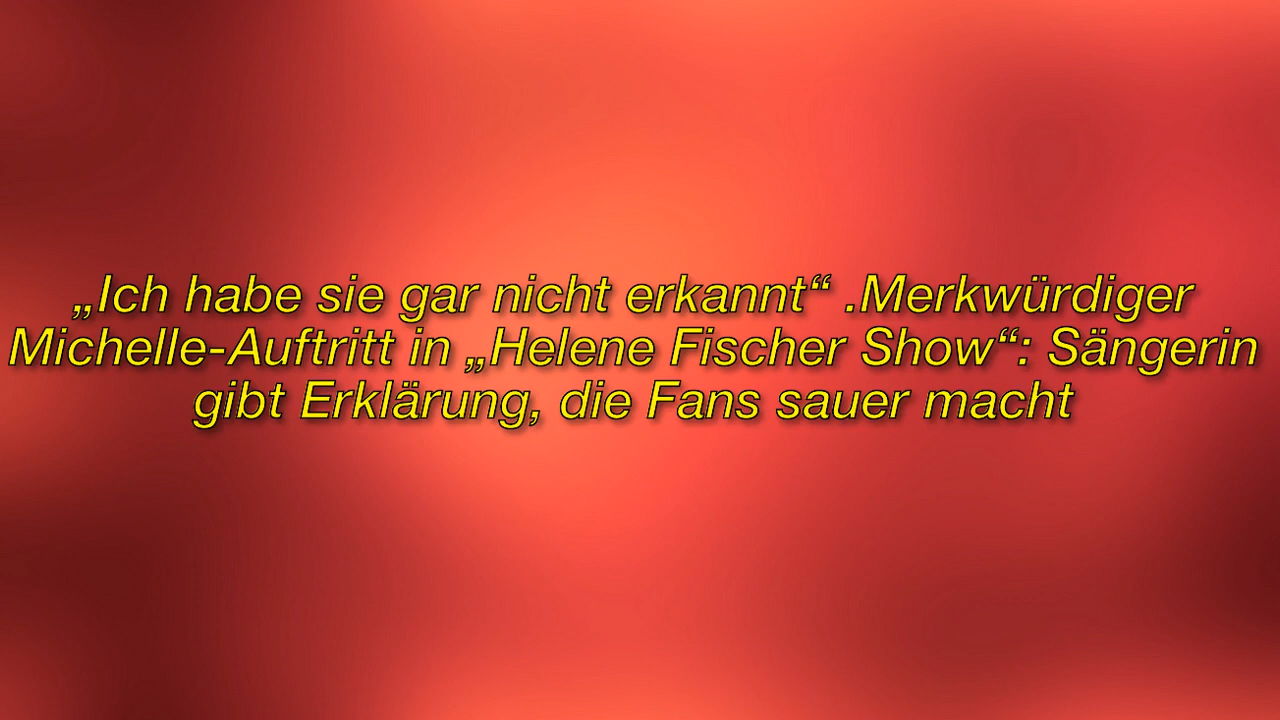 „Ich habe sie gar nicht erkannt“ .Merkwürdiger
Michelle-Auftritt in „Helene Fischer Show“: Sängerin
gibt Erklärung, die Fans sauer macht